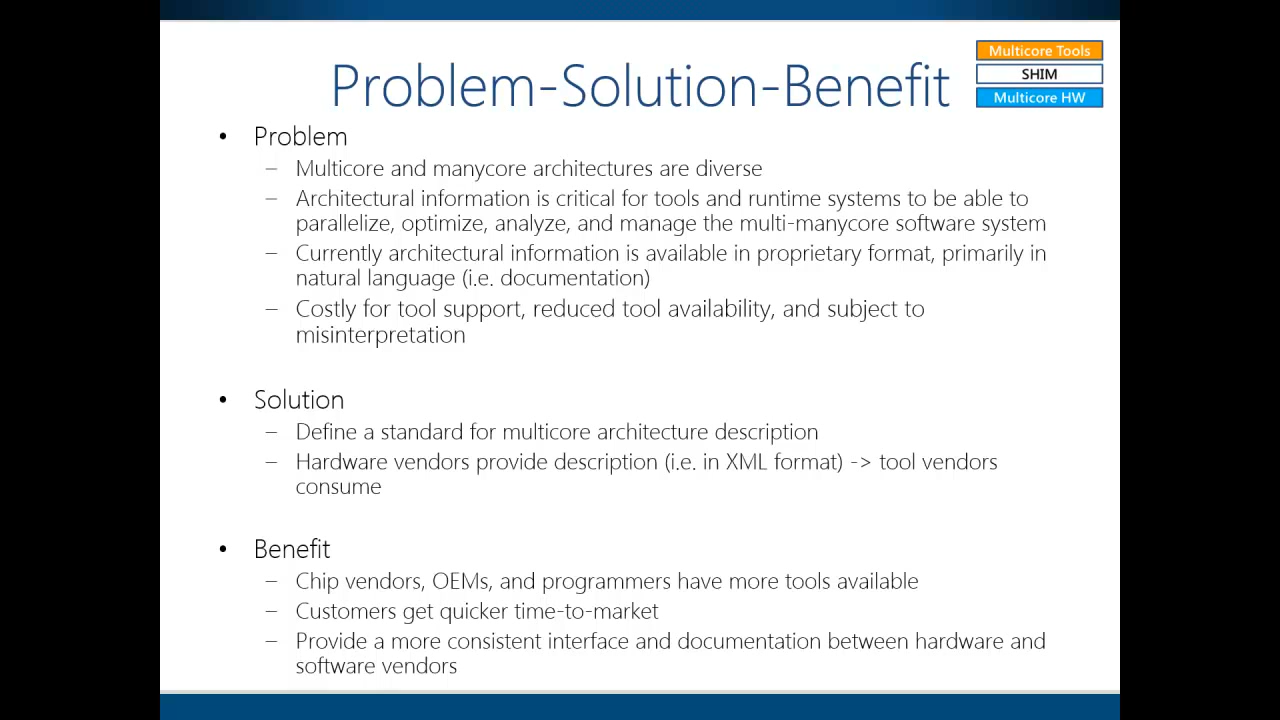 Problem-Solution-Benefit
Multicore Tools
SHIM
Multicore HW
• Problem
– Multicore and manycore architectures are diverse
– Architectural information is critical for tools and runtime systems to be able to
parallelize, optimize, analyze, and manage the multi-manycore software system
– Currently architectural information is available in proprietary format, primarily in
natural language (i.e. documentation)
– Costly for tool support, reduced tool availability, and subject to
misinterpretation
• Solution
– Define a standard for multicore architecture description
– Hardware vendors provide description (i.e. in XML format) -> tool vendors
consume
• Benefit
– Chip vendors, OEMs, and programmers have more tools available
– Customers get quicker time-to-market
– Provide a more consistent interface and documentation between hardware and
software vendors